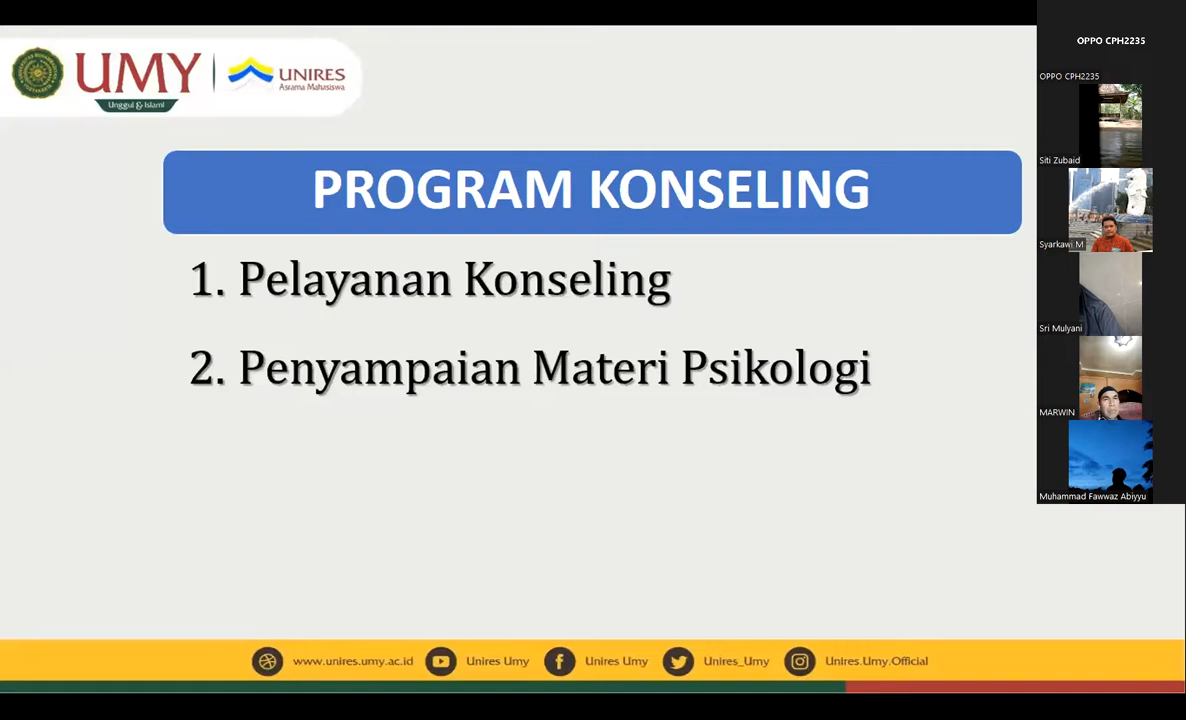 UMY
Unggul & Islami
UNIRES
Asrama Mahasiswa
PROGRAM KONSELING
1. Pelayanan Konseling
2. Penyampaian Materi Psikologi
www.unires.umy.ac.id
Unires Umy
Unires Umy
Unires_Umy
Unires.Umy.Official
OPPO CPH2235
OPPO CPH2235
Siti Zubaid
Syarkawi M
Sri Mulyani
MARWIN
Muhammad Fawwaz Abiyyu